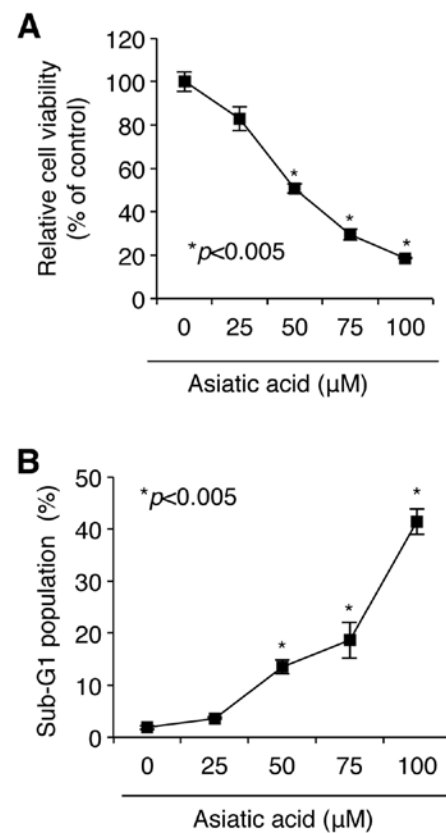 A
Relative cell viability
(% of control)
120
100
80
60
40
20
0
*
*
*
*p<0.005
0 25 50 75 100
Asiatic acid (μM)
B
Sub-G1 population (%)
50
40
30
20
10
0
*p<0.005
*
*
*
0 25 50 75 100
Asiatic acid (μM)